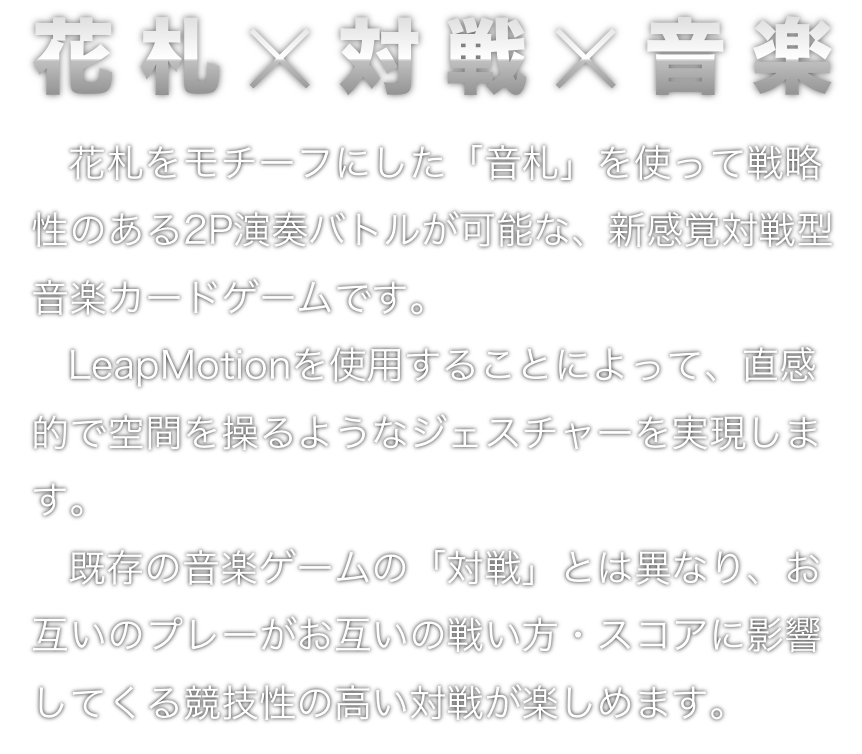 花札×対戦×音楽
　花札をモチーフにした「音札」を使って戦略
性のある2P演奏バトルが可能な、新感覚対戦型
音楽カードゲームです。
　LeapMotionを使用することによって、直感
的で空間を操るようなジェスチャーを実現しま
す。
　既存の音楽ゲームの「対戦」とは異なり、お
互いのプレーがお互いの戦い方・スコアに影響
してくる競技性の高い対戦が楽しめます。